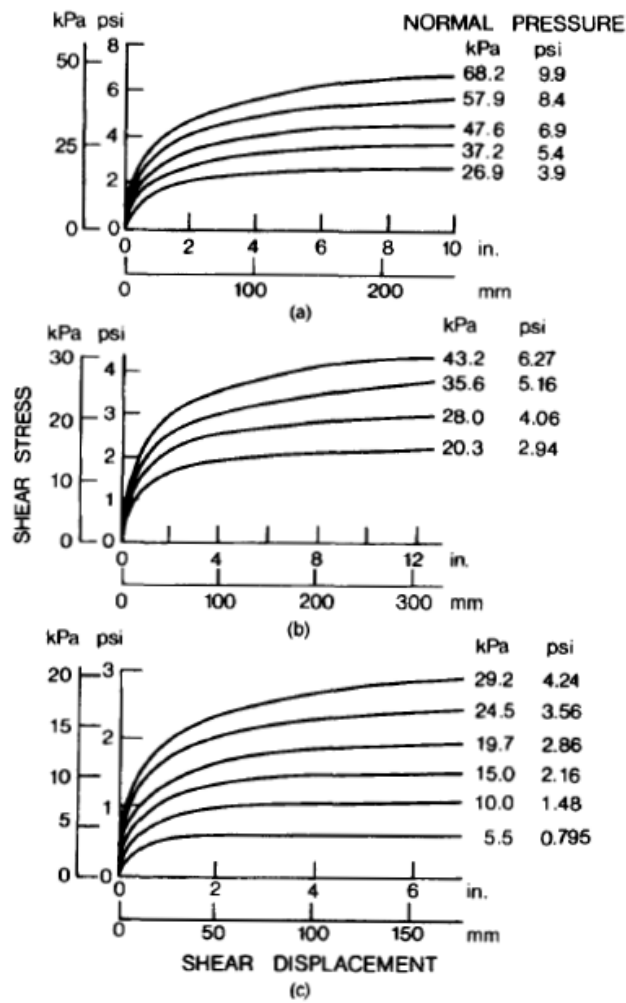 kPa psi NORMAL PRESSURE
kPa psi
50 8
68.2 9.9
6
57.9 8.4
47.6 6.9
25 4
37.2 5.4
2
26.9 3.9
0 0
0 2 4 6 8 10 in.
0 100 200 mm
(a)
kPa psi kPa psi
30 4 43.2 6.27
35.6 5.16
20 3 28.0 4.06
2 20.3 2.94
10
1
0 0
0 4 8 12 in.
0 100 200 300 mm
(b)
SHEAR STRESS
kPa psi kPa psi
20 3 29.2 4.24
24.5 3.56
15 2 19.7 2.86
10 15.0 2.16
1 10.0 1.48
5
5.5 0.795
0 0
0 2 4 6 in.
0 50 100 150 mm
SHEAR DISPLACEMENT
(c)